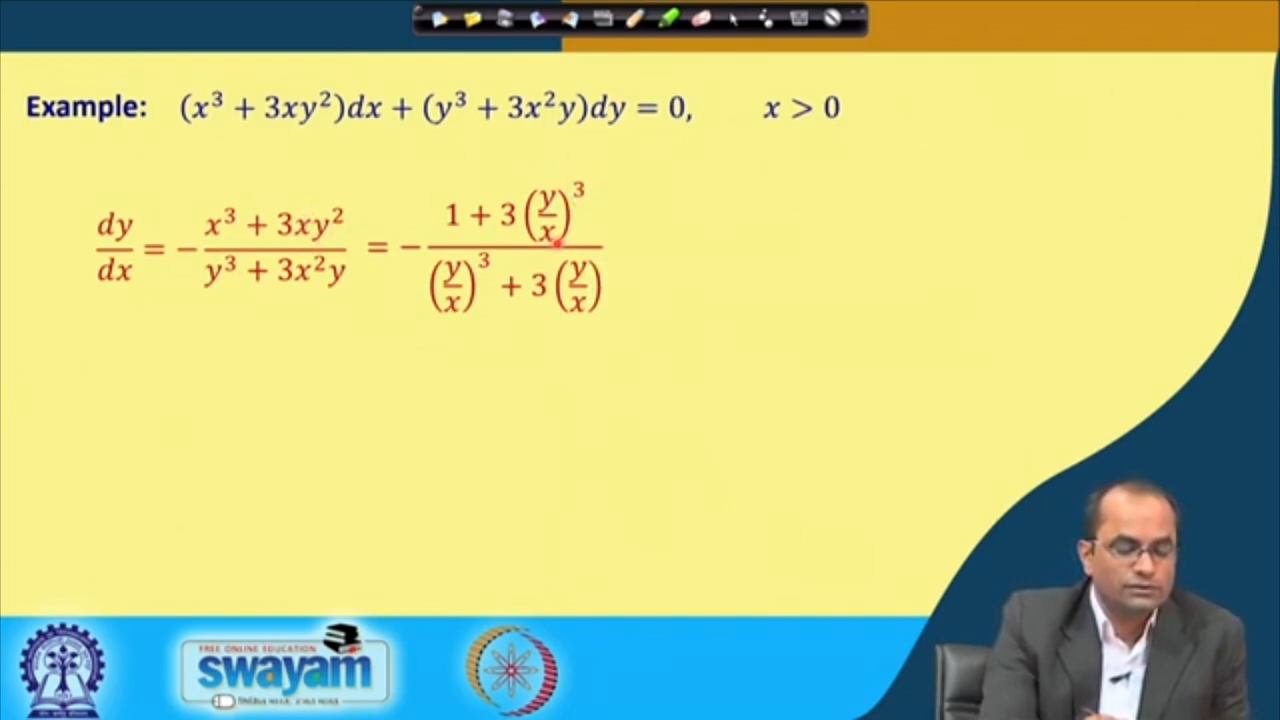 Example: (x³ + 3xy²)dx + (y³ + 3x²y)dy = 0, x > 0
dy/dx = − (x³ + 3xy²)/(y³ + 3x²y) = − (1 + 3(y/x)³)/((y/x)³ + 3(y/x))
FREE ONLINE EDUCATION
swayam